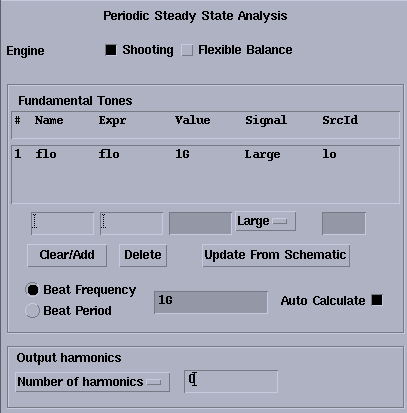 Periodic Steady State Analysis
Engine Shooting Flexible Balance
Fundamental Tones
# Name Expr Value Signal SrcId
1 flo flo 1G Large lo
Large
Clear/Add Delete Update From Schematic
Beat Frequency
1G Auto Calculate
Beat Period
Output harmonics
Number of harmonics 0